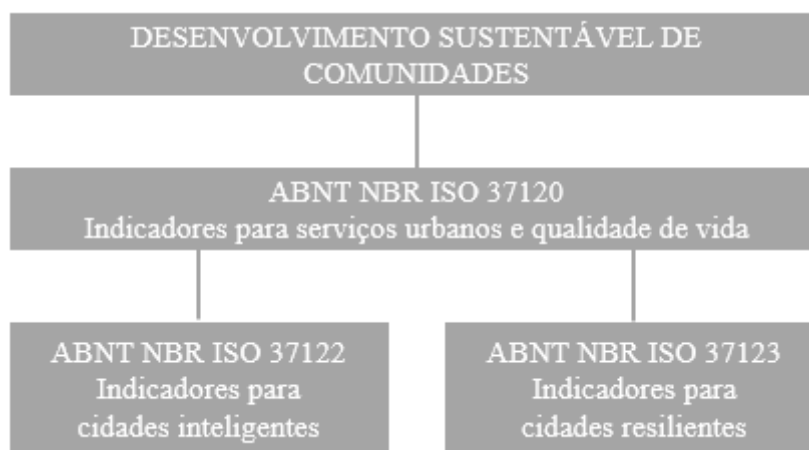 DESENVOLVIMENTO SUSTENTÁVEL DE
COMUNIDADES
ABNT NBR ISO 37120
Indicadores para serviços urbanos e qualidade de vida
ABNT NBR ISO 37122
Indicadores para
cidades inteligentes
ABNT NBR ISO 37123
Indicadores para
cidades resilientes